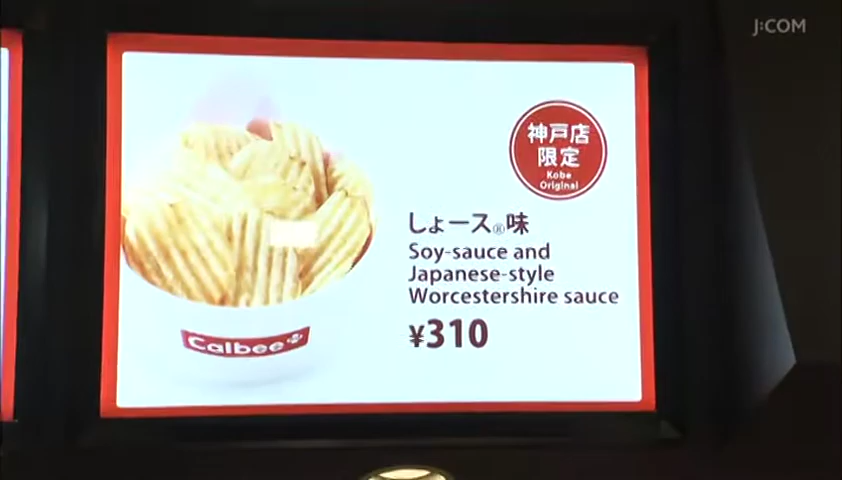 J:COM
神戸店
限定
Kobe
Original
しょース®味
Soy-sauce and
Japanese-style
Worcestershire sauce
¥310
Calbee